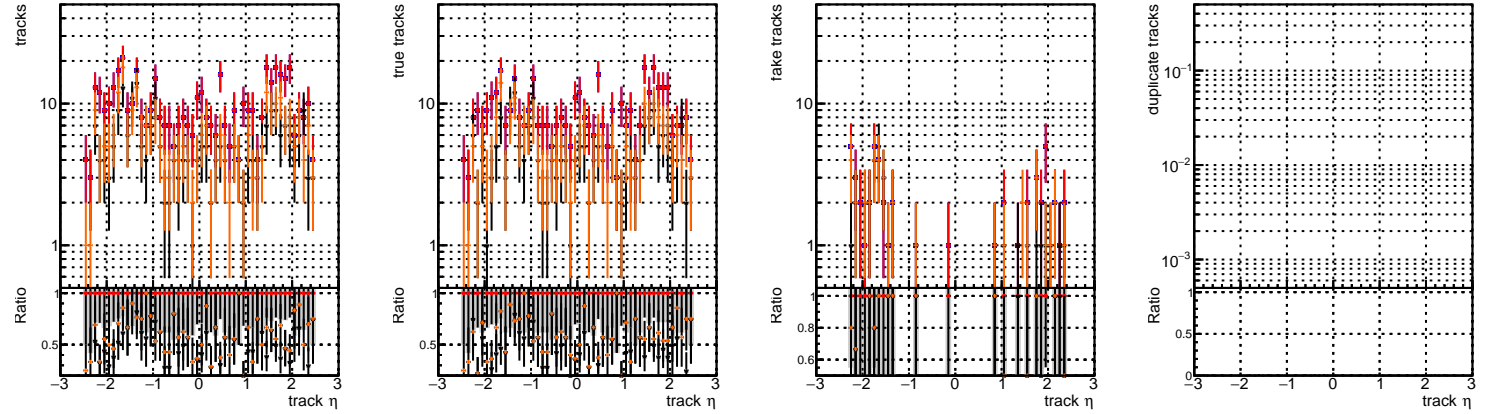 tracks
10
1
Ratio
1
0.5
−3 −2 −1 0 1 2 3
track η
true tracks
10
1
Ratio
1
0.5
−3 −2 −1 0 1 2 3
track η
fake tracks
10
1
Ratio
1
0.8
0.6
−3 −2 −1 0 1 2 3
track η
duplicate tracks
10⁻¹
10⁻²
10⁻³
Ratio
1
0.5
0
−3 −2 −1 0 1 2 3
track η